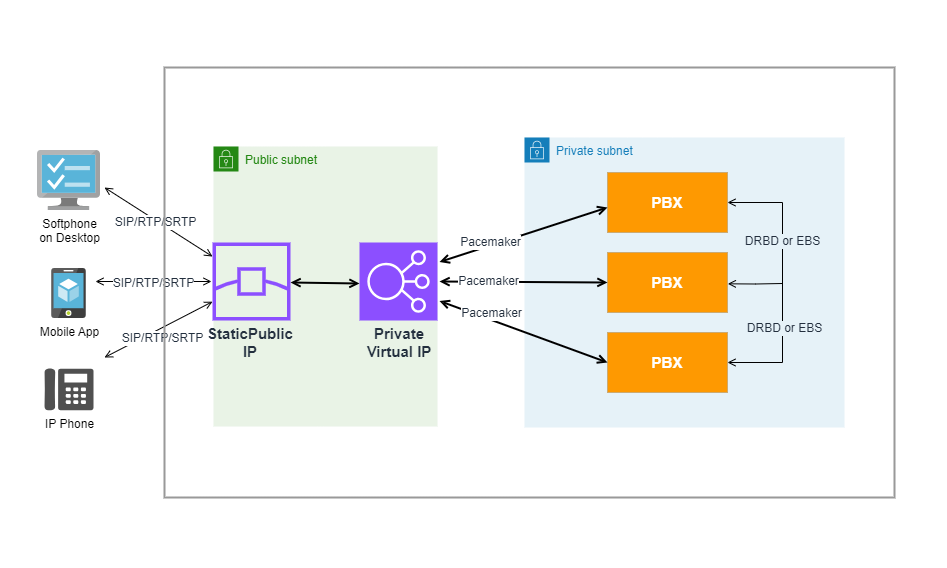 Public subnet
Private subnet
Softphone
on Desktop
Mobile App
IP Phone
SIP/RTP/SRTP
SIP/RTP/SRTP
SIP/RTP/SRTP
StaticPublic
IP
Private
Virtual IP
Pacemaker
Pacemaker
Pacemaker
PBX
PBX
PBX
DRBD or EBS
DRBD or EBS